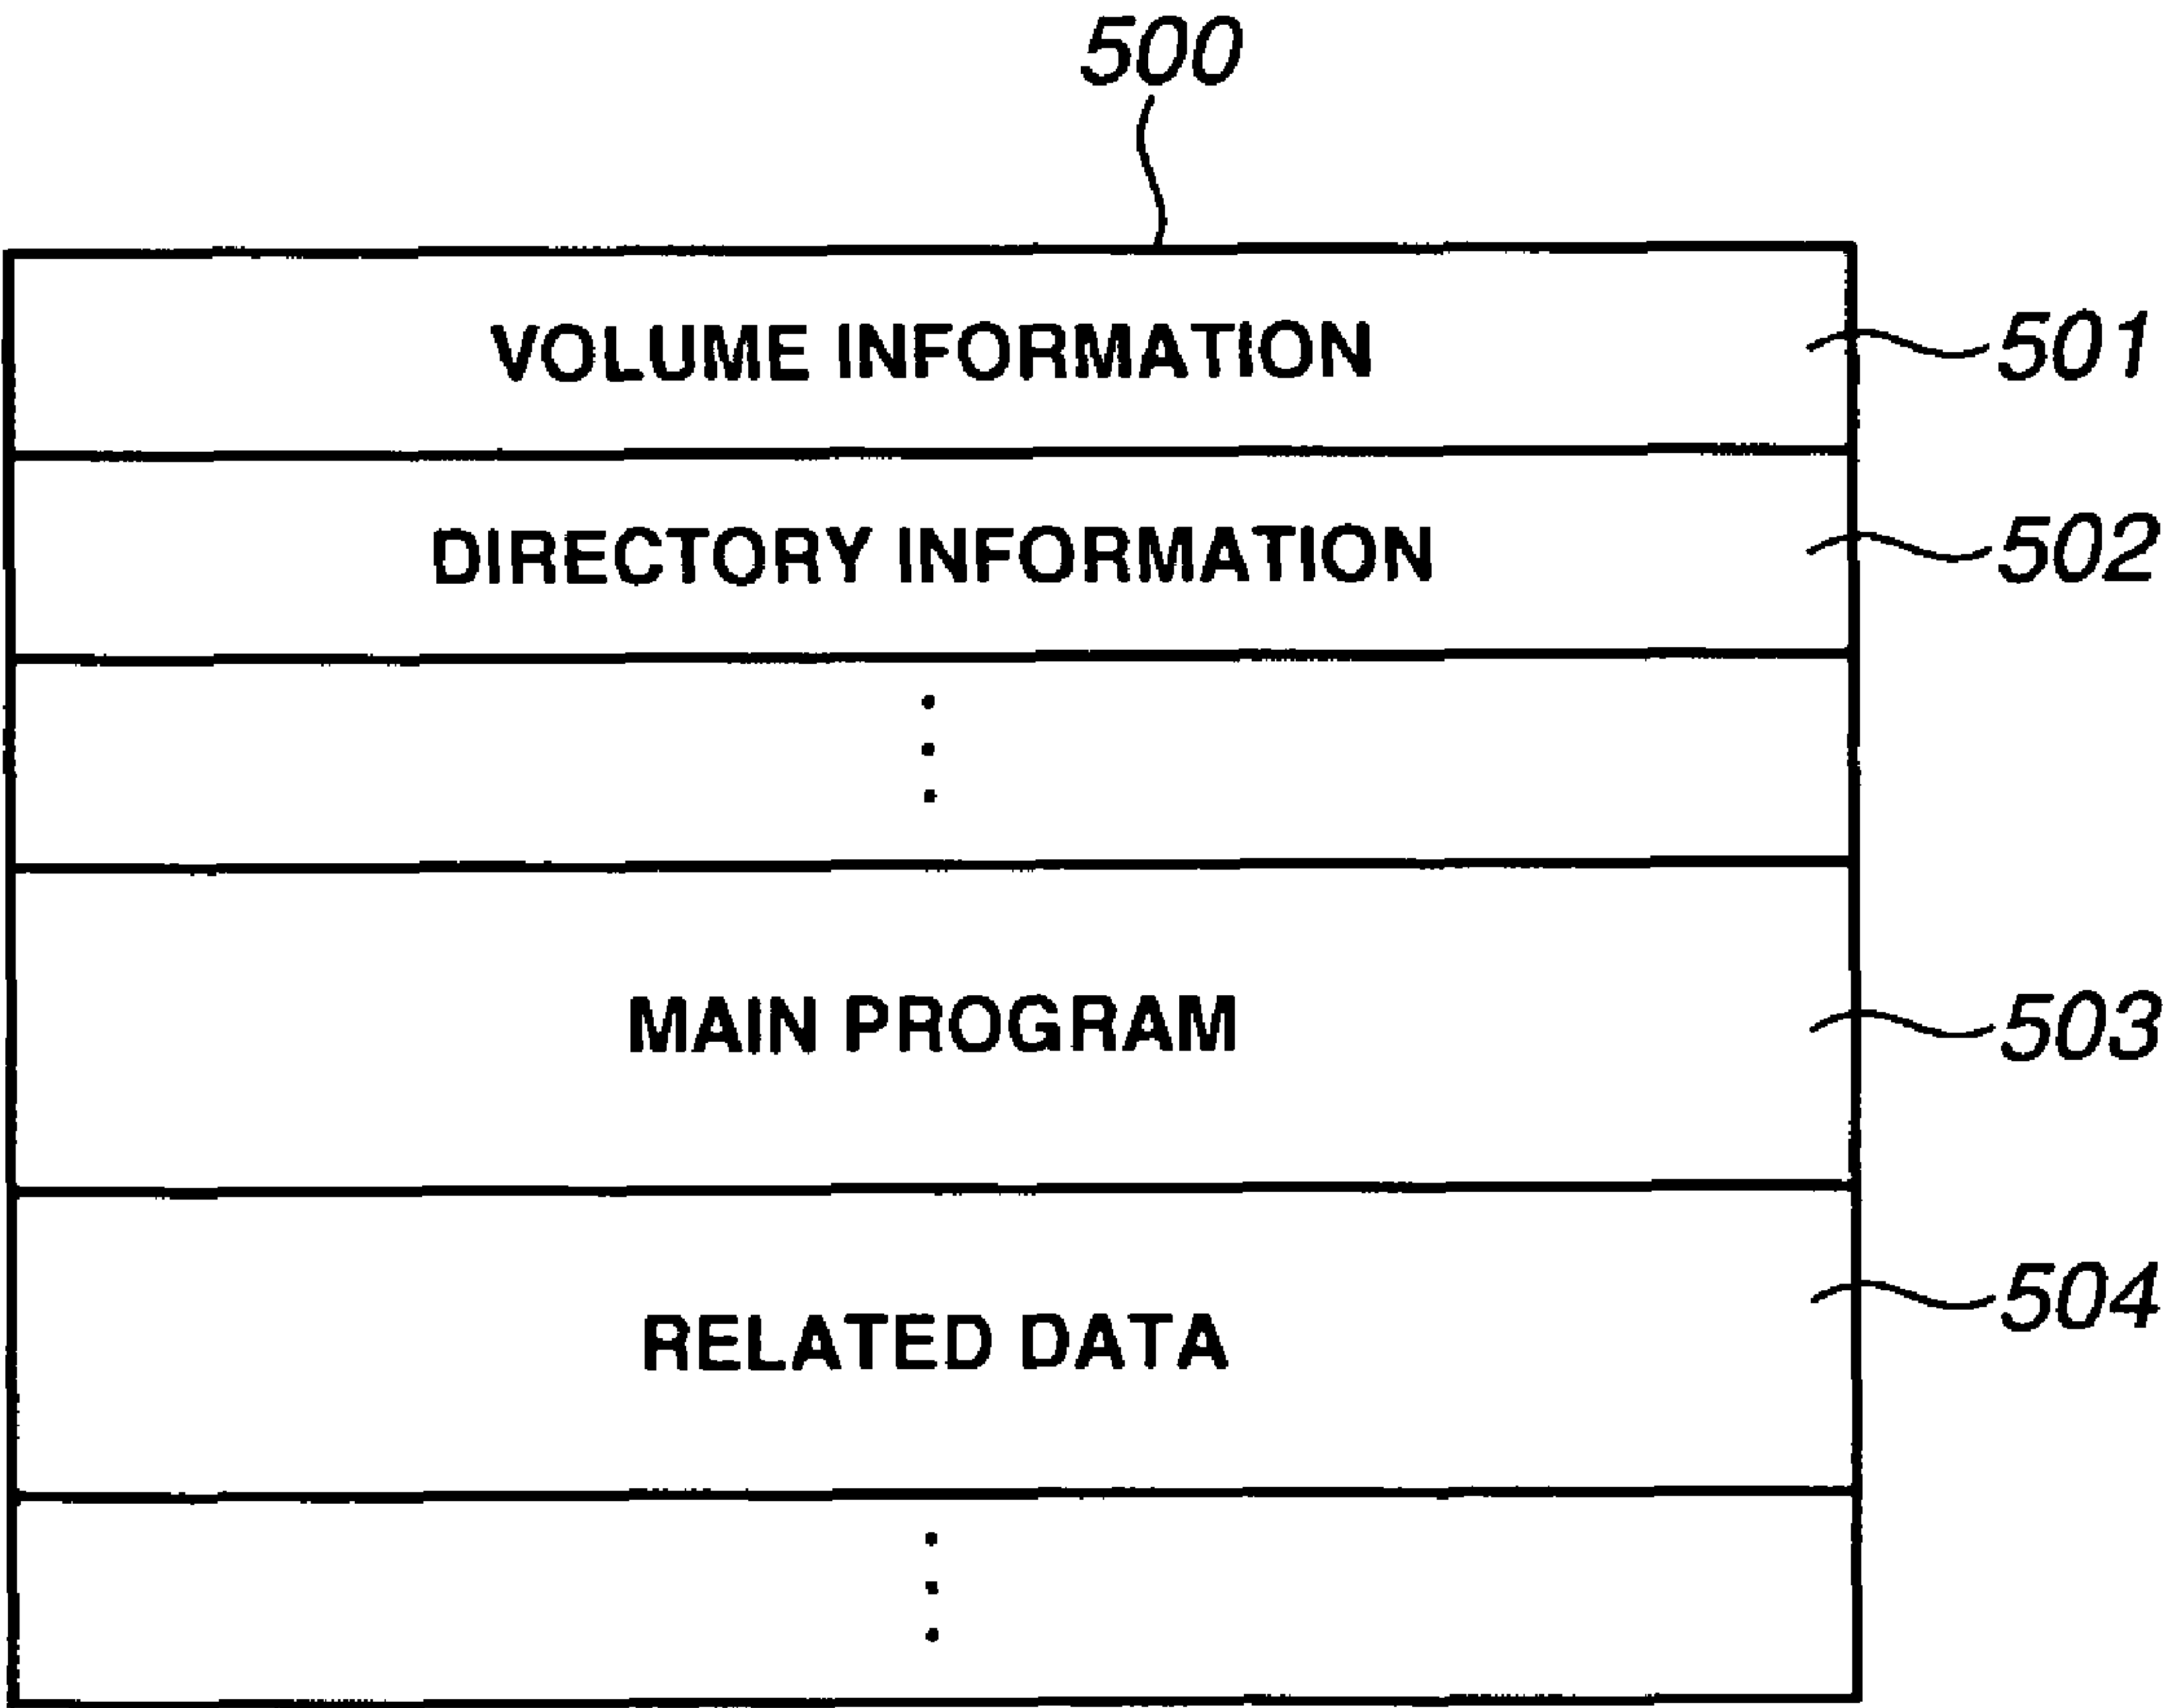 500
VOLUME INFORMATION 501
DIRECTORY INFORMATION 502
MAIN PROGRAM 503
RELATED DATA 504